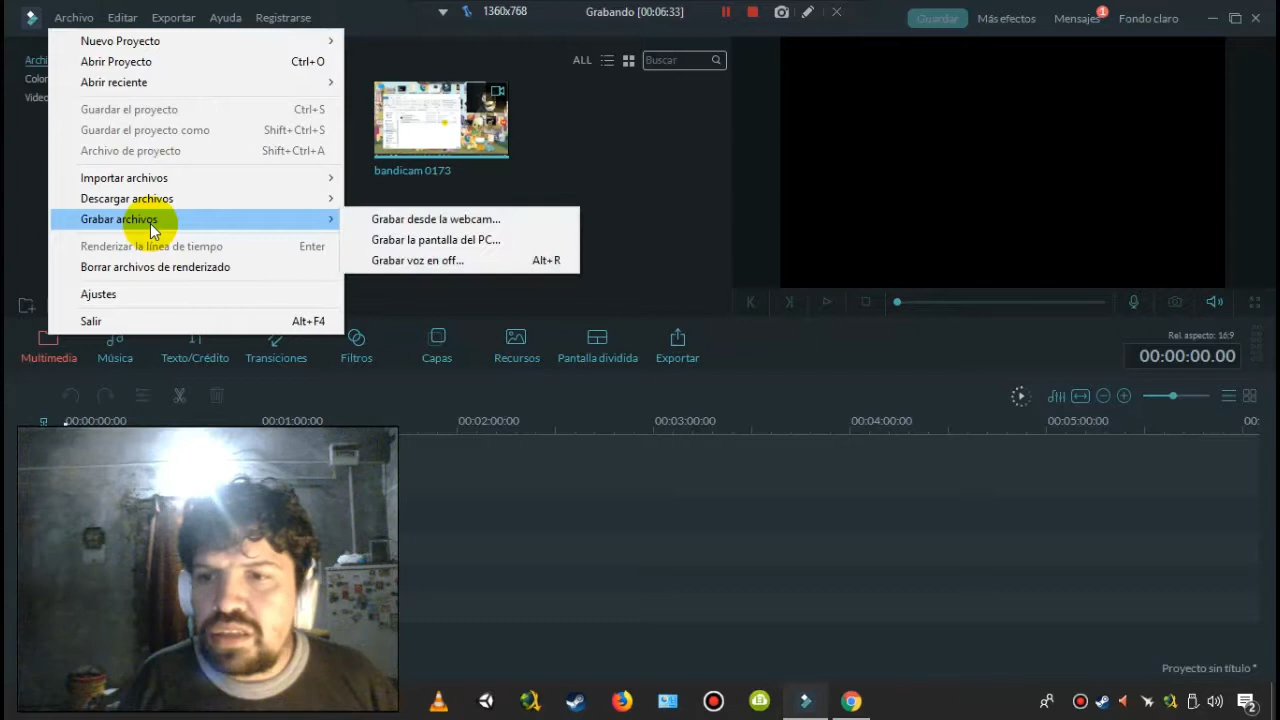 Archivo Editar Exportar Ayuda Registrarse
1360x768 Grabando [00:06:33]
Guardar Más efectos Mensajes 1 Fondo claro
Nuevo Proyecto
Abrir Proyecto Ctrl+O
Abrir reciente
Guardar el proyecto Ctrl+S
Guardar el proyecto como Shift+Ctrl+S
Archivo de proyecto Shift+Ctrl+A
Importar archivos
Descargar archivos
Grabar archivos
Renderizar la línea de tiempo Enter
Borrar archivos de renderizado
Ajustes
Salir Alt+F4
Grabar desde la webcam...
Grabar la pantalla del PC...
Grabar voz en off... Alt+R
Archi
Color
Video
ALL Buscar
bandicam 0173
Multimedia Música Texto/Crédito Transiciones Filtros Capas Recursos Pantalla dividida Exportar
Rel. aspecto: 16:9
00:00:00.00
00:00:00:00 00:01:00:00 00:02:00:00 00:03:00:00 00:04:00:00 00:05:00:00 00:
Proyecto sin título *
2